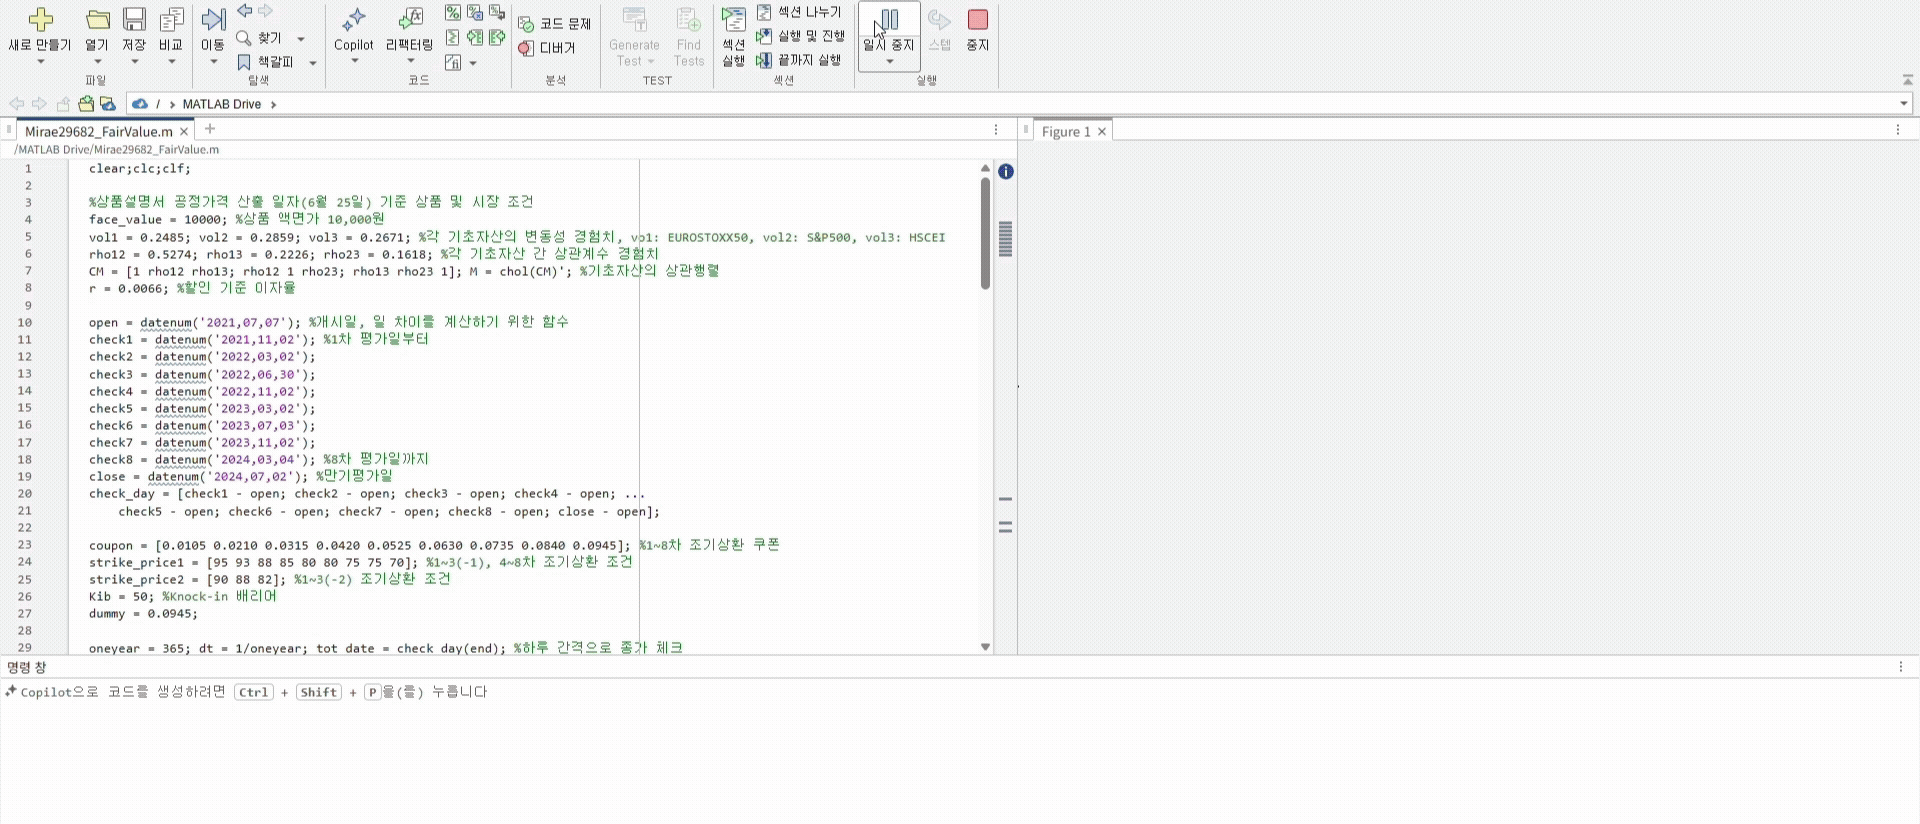 새로 만들기
열기
저장
비교
파일
이동
찾기
책갈피
탐색
Copilot
리팩터링
코드
코드 문제
디버거
분석
Generate Test
Find Tests
TEST
섹션 실행
섹션 나누기
실행 및 진행
끝까지 실행
섹션
일시 중지
스텝
중지
실행
/ > MATLAB Drive >
Mirae29682_FairValue.m × +
/MATLAB Drive/Mirae29682_FairValue.m
Figure 1 ×
1 clear;clc;clf;
2
3 %상품설명서 공정가격 산출 일자(6월 25일) 기준 상품 및 시장 조건
4 face_value = 10000; %상품 액면가 10,000원
5 vol1 = 0.2485; vol2 = 0.2859; vol3 = 0.2671; %각 기초자산의 변동성 경험치, vol1: EUROSTOXX50, vol2: S&P500, vol3: HSCEI
6 rho12 = 0.5274; rho13 = 0.2226; rho23 = 0.1618; %각 기초자산 간 상관계수 경험치
7 CM = [1 rho12 rho13; rho12 1 rho23; rho13 rho23 1]; M = chol(CM)'; %기초자산의 상관행렬
8 r = 0.0066; %할인 기준 이자율
9
10 open = datenum('2021,07,07'); %개시일, 일 차이를 계산하기 위한 함수
11 check1 = datenum('2021,11,02'); %1차 평가일부터
12 check2 = datenum('2022,03,02');
13 check3 = datenum('2022,06,30');
14 check4 = datenum('2022,11,02');
15 check5 = datenum('2023,03,02');
16 check6 = datenum('2023,07,03');
17 check7 = datenum('2023,11,02');
18 check8 = datenum('2024,03,04'); %8차 평가일까지
19 close = datenum('2024,07,02'); %만기평가일
20 check_day = [check1 - open; check2 - open; check3 - open; check4 - open; ...
21 check5 - open; check6 - open; check7 - open; check8 - open; close - open];
22
23 coupon = [0.0105 0.0210 0.0315 0.0420 0.0525 0.0630 0.0735 0.0840 0.0945]; %1~8차 조기상환 쿠폰
24 strike_price1 = [95 93 88 85 80 80 75 75 70]; %1~3(-1), 4~8차 조기상환 조건
25 strike_price2 = [90 88 82]; %1~3(-2) 조기상환 조건
26 Kib = 50; %Knock-in 배리어
27 dummy = 0.0945;
28
29 oneyear = 365; dt = 1/oneyear; tot_date = check_day(end); %하루 간격으로 종가 체크
명령 창
Copilot으로 코드를 생성하려면 Ctrl + Shift + P 을(를) 누릅니다